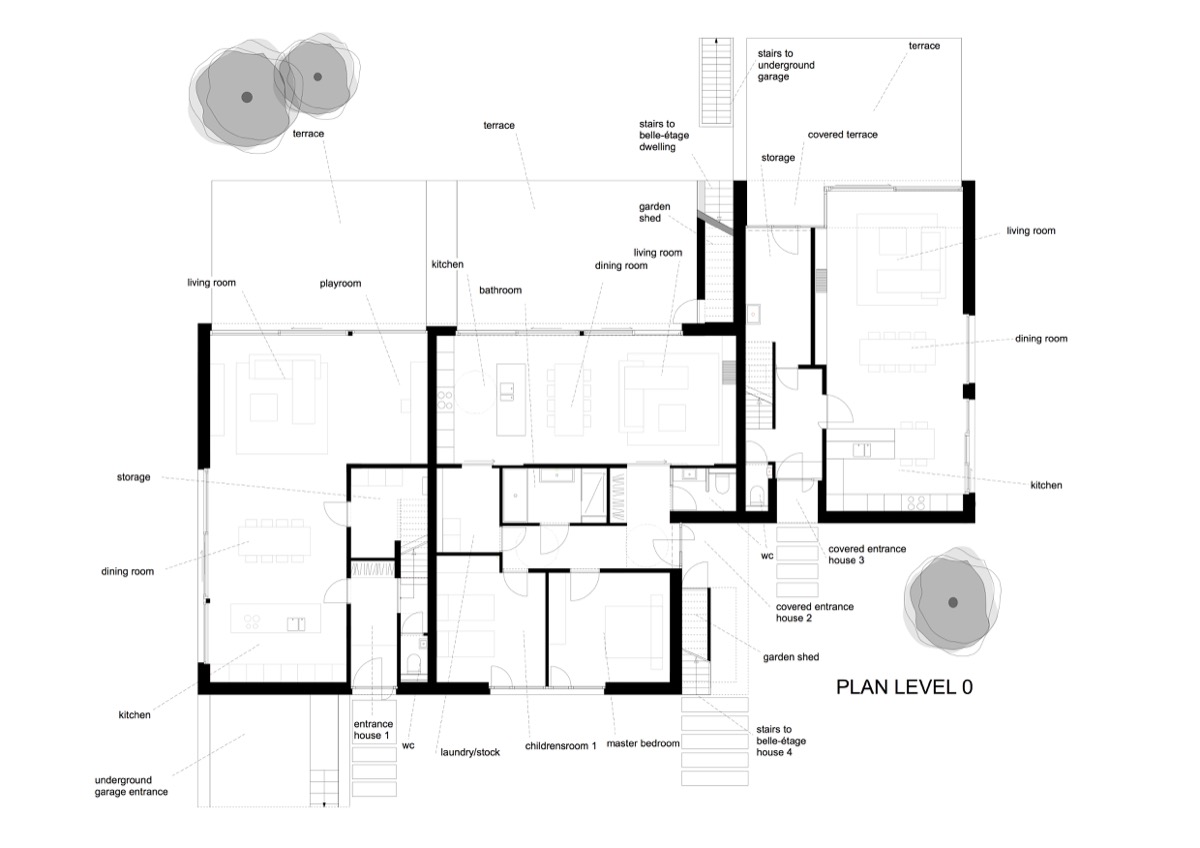 terrace
stairs to
underground
garage
terrace
terrace
stairs to
belle-étage
dwelling
covered terrace
storage
garden
shed
living room
living room
kitchen
dining room
living room
playroom
bathroom
dining room
storage
kitchen
dining room
wc
covered entrance
house 3
covered entrance
house 2
garden shed
PLAN LEVEL 0
kitchen
entrance
house 1
wc
laundry/stock
childrensroom 1
master bedroom
stairs to
belle-étage
house 4
underground
garage entrance